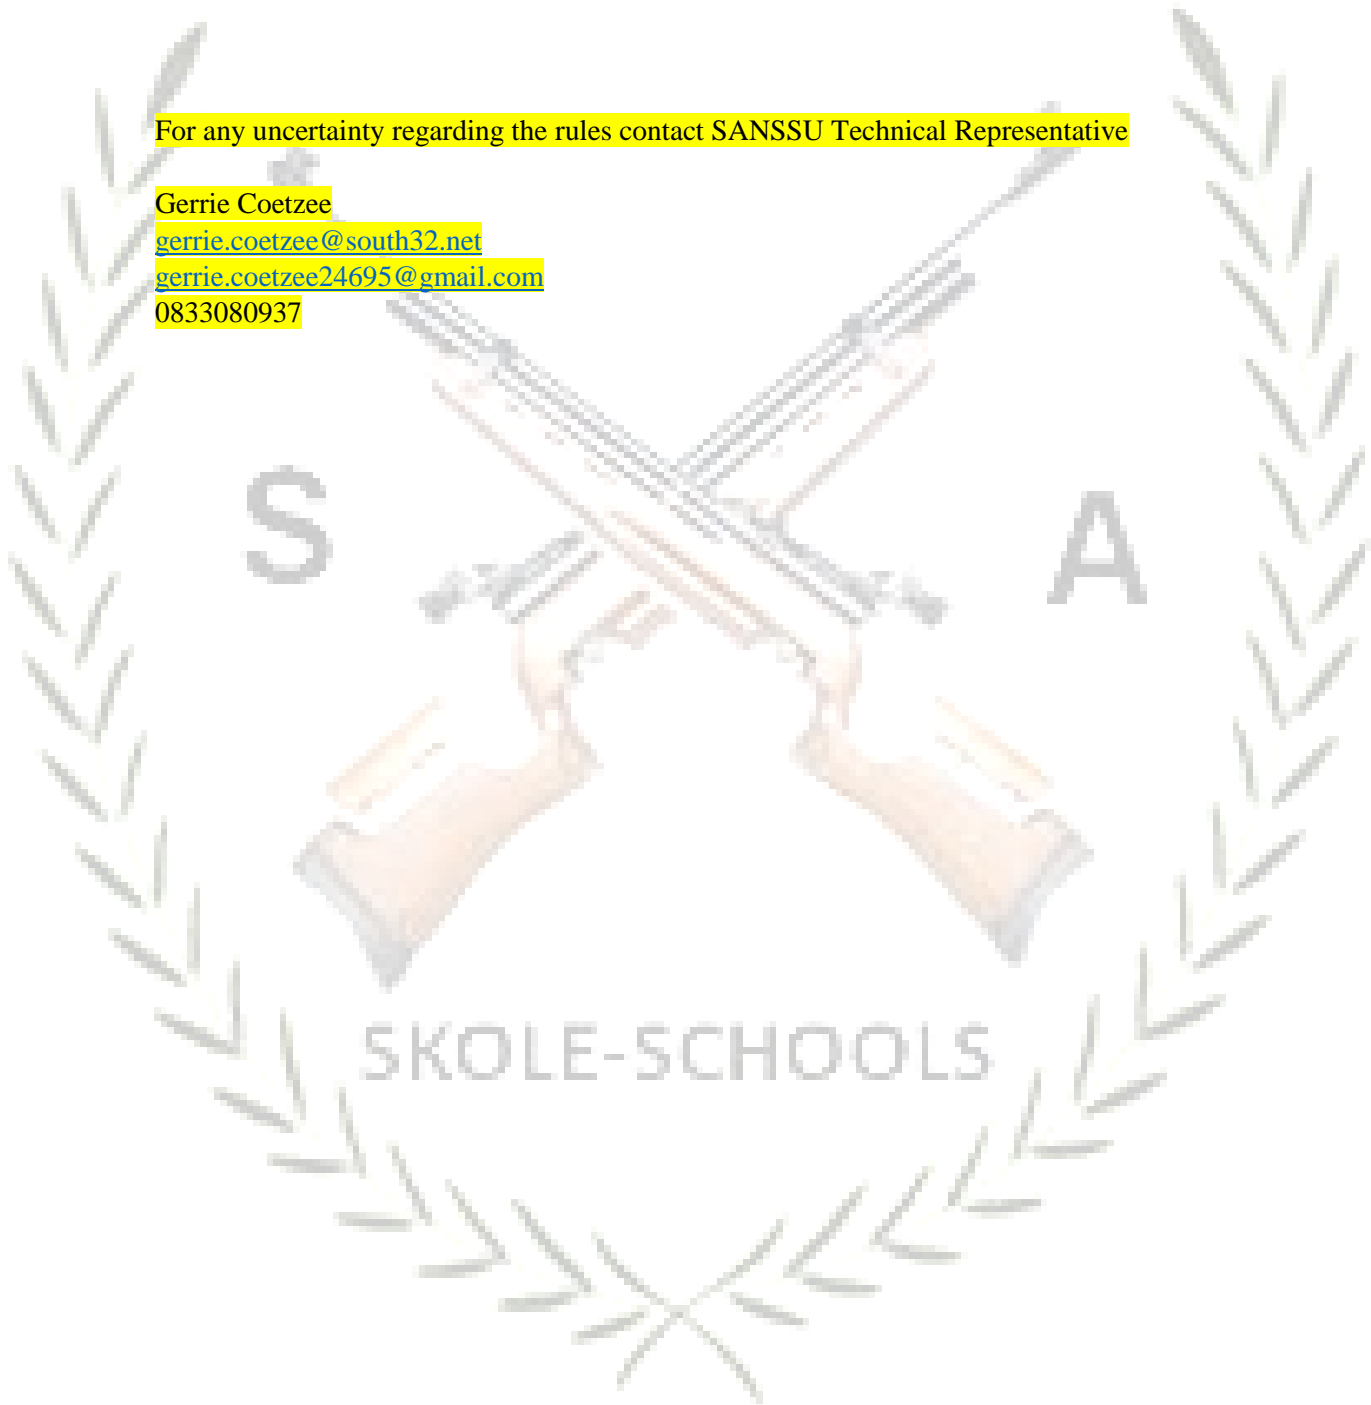 For any uncertainty regarding the rules contact SANSSU Technical Representative
Gerrie Coetzee
gerrie.coetzee@south32.net
gerrie.coetzee24695@gmail.com
0833080937
S A
SKOLE-SCHOOLS